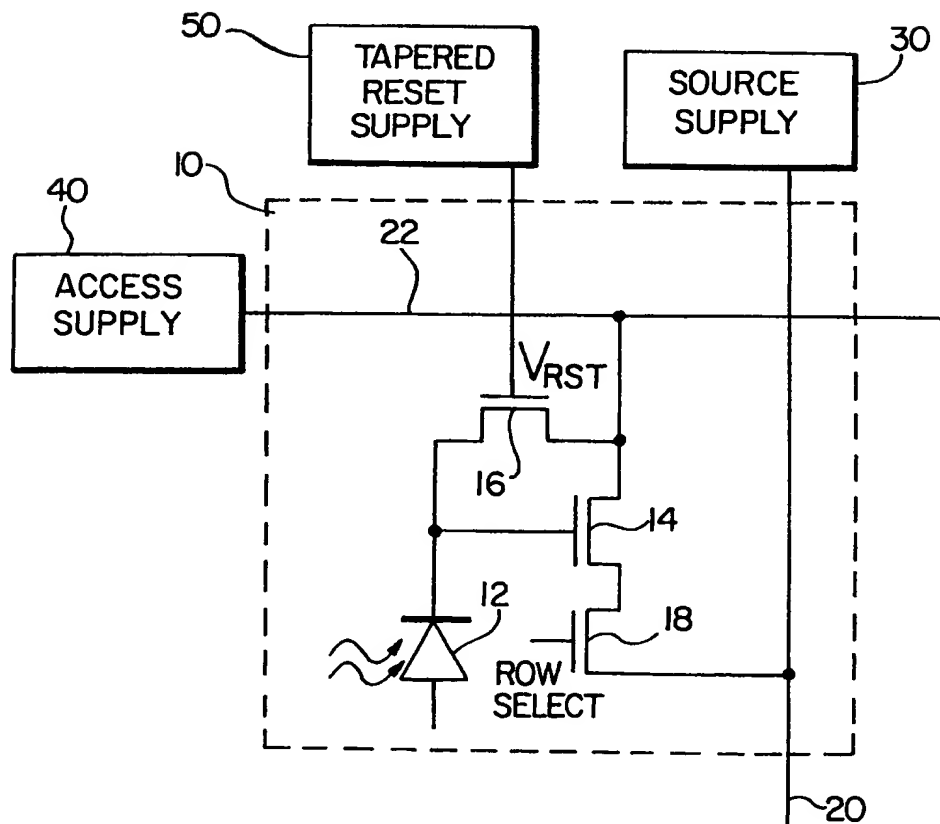 50
TAPERED
RESET
SUPPLY
30
SOURCE
SUPPLY
10
40
ACCESS
SUPPLY
22
VRST
16
14
12
18
ROW
SELECT
20